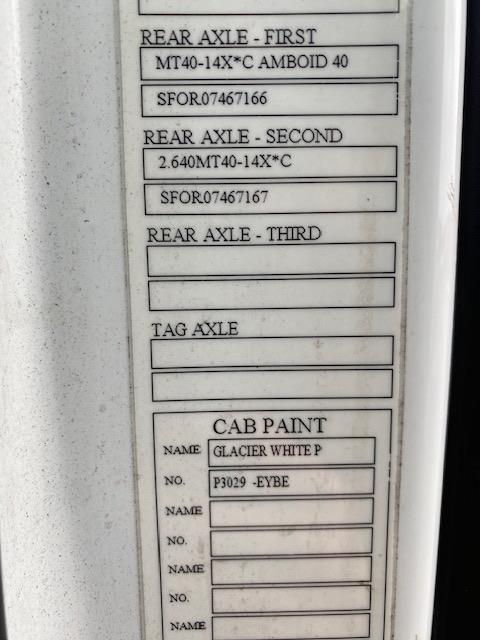 REAR AXLE - FIRST
MT40-14X*C AMBOID 40
SFOR07467166
REAR AXLE - SECOND
2.640MT40-14X*C
SFOR07467167
REAR AXLE - THIRD
TAG AXLE
CAB PAINT
NAME GLACIER WHITE P
NO. P3029 -EYBE
NAME
NO.
NAME
NO.
NAME